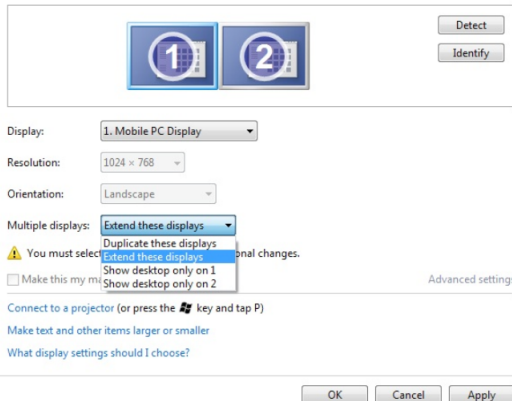 1
2
Detect
Identify
Display: 1. Mobile PC Display
Resolution: 1024 × 768
Orientation: Landscape
Multiple displays: Extend these displays
Duplicate these displays
Extend these displays
Show desktop only on 1
Show desktop only on 2
You must selec onal changes.
Make this my m Advanced settings
Connect to a projector (or press the key and tap P)
Make text and other items larger or smaller
What display settings should I choose?
OK Cancel Apply